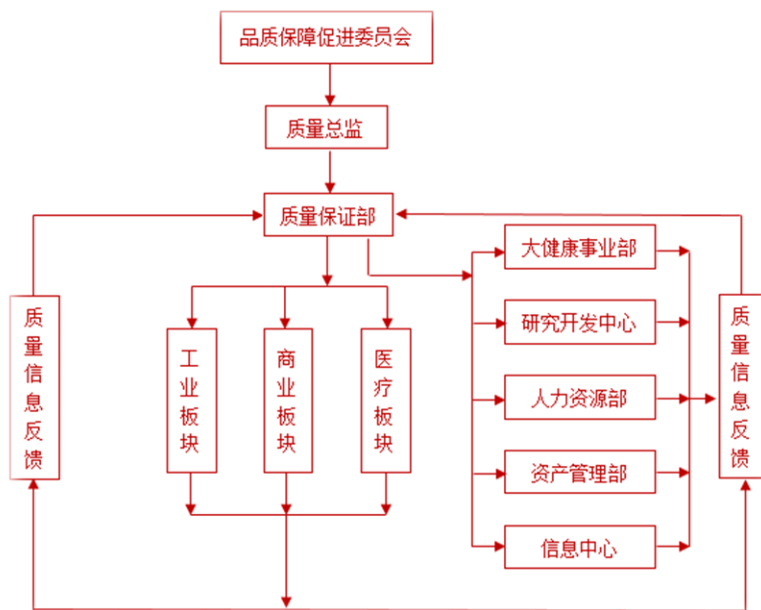 品质保障促进委员会
质量总监
质量保证部
大健康事业部
研究开发中心
人力资源部
资产管理部
信息中心
工业板块
商业板块
医疗板块
质量信息反馈
质量信息反馈